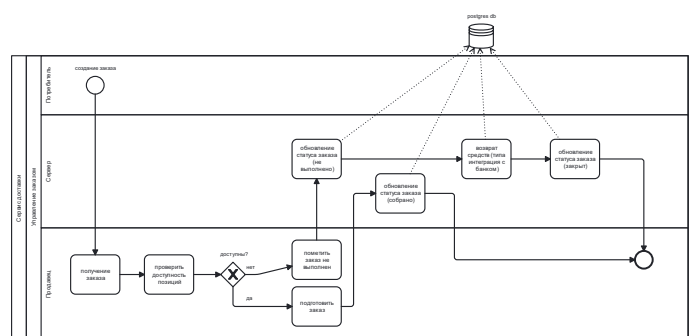 postgres db
создание заказа
Сервис доставки
Управление заказом
Потребитель
Сервер
обновление
статуса заказа
(не
выполнено)
возврат
средств (типа
интеграция с
банком)
обновление
статуса заказа
(закрыт)
обновление
статуса заказа
(собрано)
Продавец
получение
заказа
проверить
доступность
позиций
доступны?
нет
да
пометить
заказ не
выполнен
подготовить
заказ